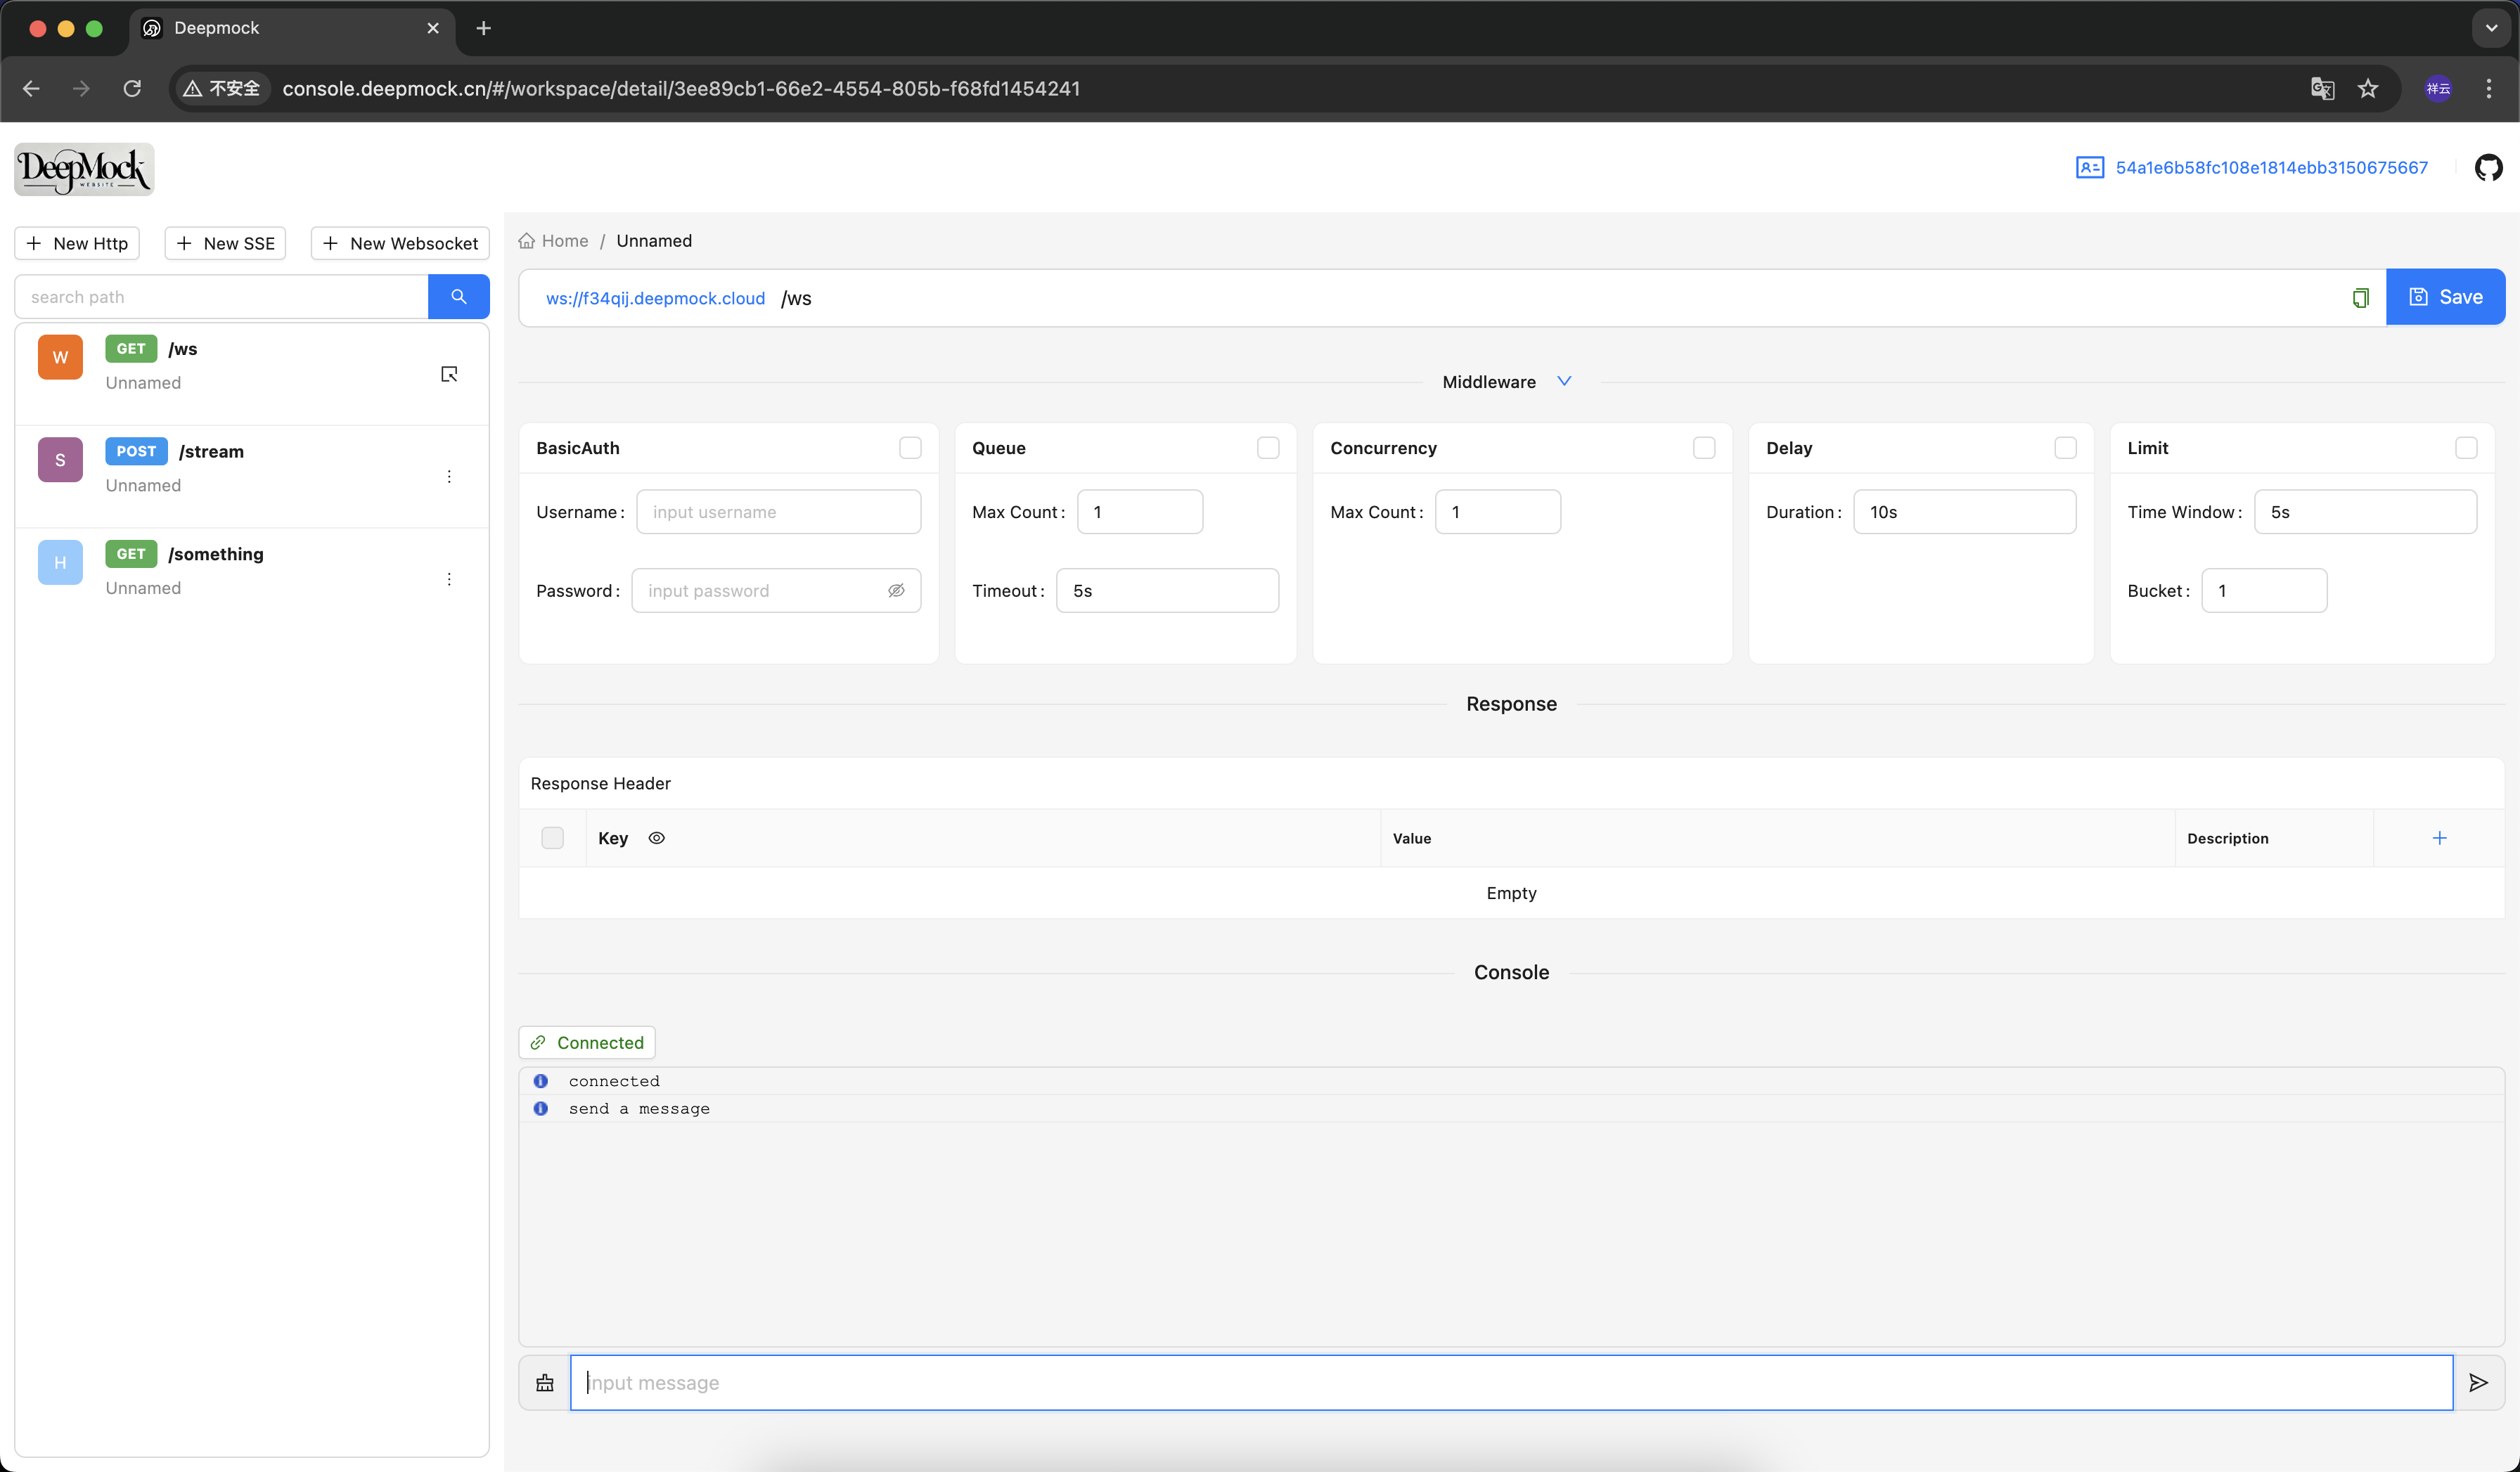 Deepmock
不安全 console.deepmock.cn/#/workspace/detail/3ee89cb1-66e2-4554-805b-f68fd1454241
祥云
DeepMock
WEBSITE
54a1e6b58fc108e1814ebb3150675667
New Http
New SSE
New Websocket
search path
W
GET /ws
Unnamed
S
POST /stream
Unnamed
H
GET /something
Unnamed
Home / Unnamed
ws://f34qij.deepmock.cloud /ws
Save
Middleware
BasicAuth
Username: input username
Password: input password
Queue
Max Count: 1
Timeout: 5s
Concurrency
Max Count: 1
Delay
Duration: 10s
Limit
Time Window: 5s
Bucket: 1
Response
Response Header
Key Value Description
Empty
Console
Connected
connected
send a message
input message